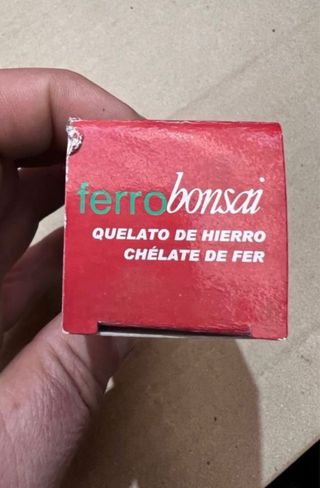 ferrobonsai
QUELATO DE HIERRO
CHÉLATE DE FER